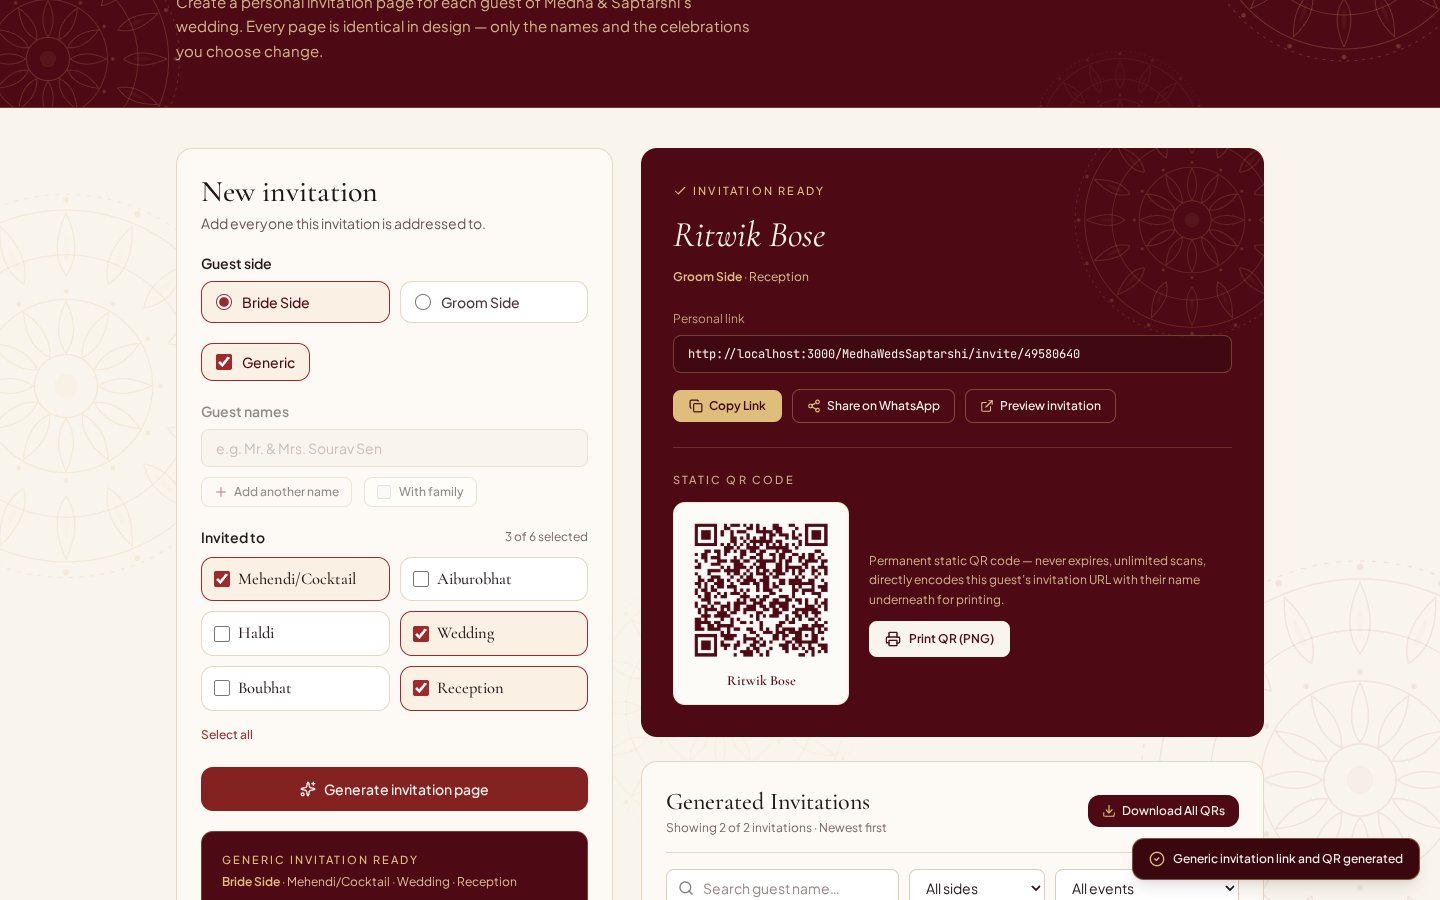 Create a personal invitation page for each guest of Medha & Saptarshi's
wedding. Every page is identical in design — only the names and the celebrations
you choose change.
New invitation
Add everyone this invitation is addressed to.
Guest side
Bride Side
Groom Side
Generic
Guest names
e.g. Mr. & Mrs. Sourav Sen
Add another name
With family
Invited to
3 of 6 selected
Mehendi/Cocktail
Aiburobhat
Haldi
Wedding
Boubhat
Reception
Select all
Generate invitation page
GENERIC INVITATION READY
Bride Side · Mehendi/Cocktail · Wedding · Reception
INVITATION READY
Ritwik Bose
Groom Side · Reception
Personal link
http://localhost:3000/MedhaWedsSaptarshi/invite/49580640
Copy Link
Share on WhatsApp
Preview invitation
STATIC QR CODE
Ritwik Bose
Permanent static QR code — never expires, unlimited scans,
directly encodes this guest's invitation URL with their name
underneath for printing.
Print QR (PNG)
Generated Invitations
Showing 2 of 2 invitations · Newest first
Download All QRs
Search guest name...
All sides
All events
Generic invitation link and QR generated